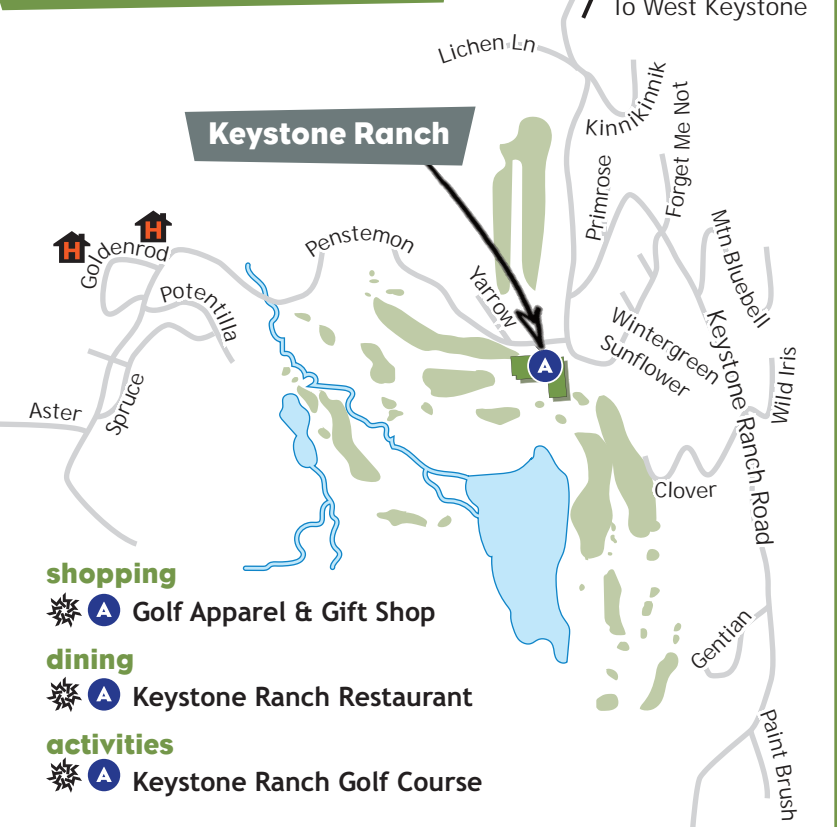 To West Keystone
Lichen Ln
Kinnikinnik
Forget Me Not
Keystone Ranch
Primrose
Penstemon
Goldenrod
H
H
Mtn.Bluebell
Yarrow
Potentilla
Wintergreen
Sunflower
Keystone Ranch Road
A
Wild Iris
Spruce
Aster
Clover
shopping
A Golf Apparel & Gift Shop
dining
A Keystone Ranch Restaurant
activities
A Keystone Ranch Golf Course
Gentian
Paint Brush